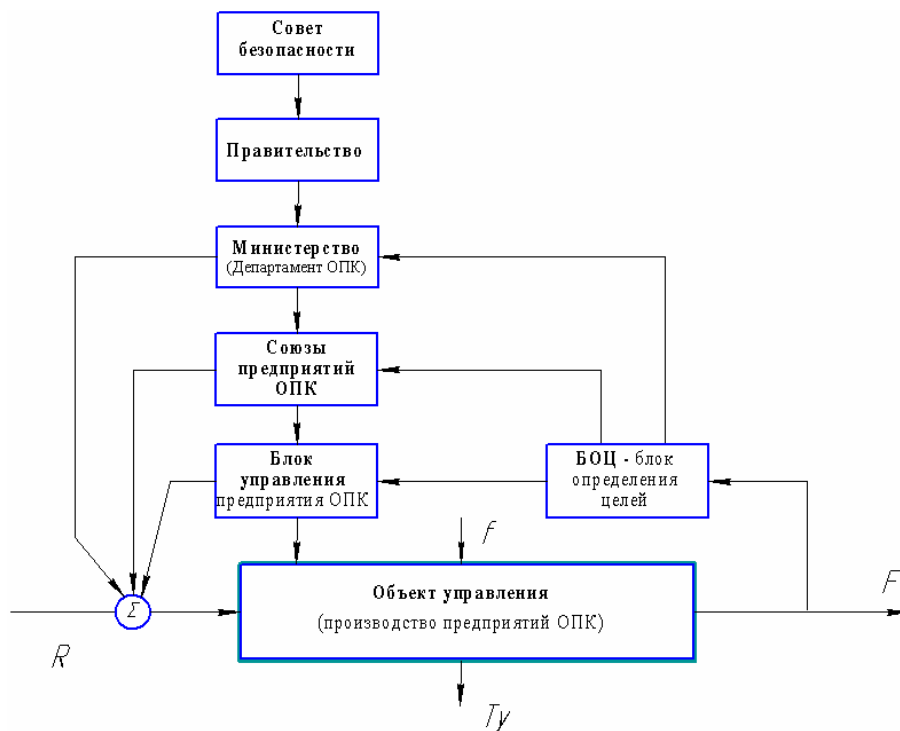 Совет
безопасности
Правительство
Министерство
(Департамент ОПК)
Союзы
предприятий
ОПК
Блок
управления
предприятия ОПК
БОЦ - блок
определения
целей
f
Объект управления
(производство предприятий ОПК)
F
Σ
R
Ту